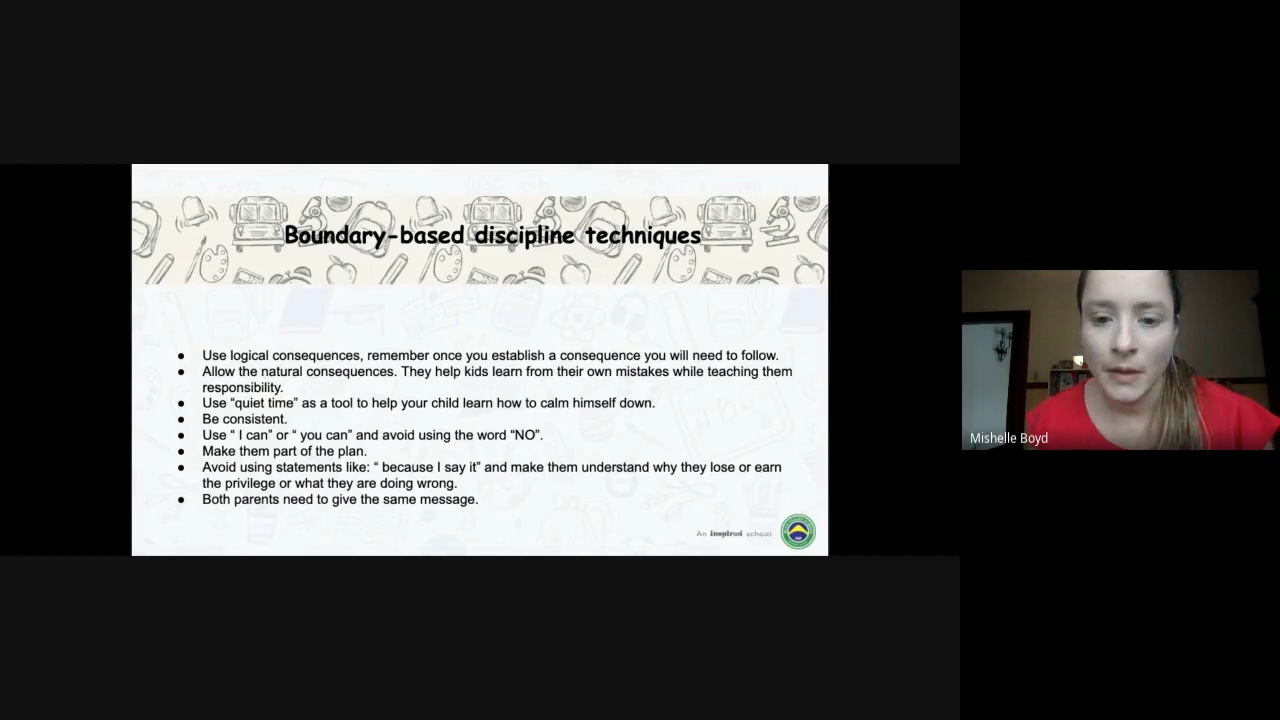 Boundary-based discipline techniques
● Use logical consequences, remember once you establish a consequence you will need to follow.
● Allow the natural consequences. They help kids learn from their own mistakes while teaching them
responsibility.
● Use “quiet time” as a tool to help your child learn how to calm himself down.
● Be consistent.
● Use “ I can” or “ you can” and avoid using the word “NO”.
● Make them part of the plan.
● Avoid using statements like: “ because I say it” and make them understand why they lose or earn
the privilege or what they are doing wrong.
● Both parents need to give the same message.
An inspired school
Mishelle Boyd